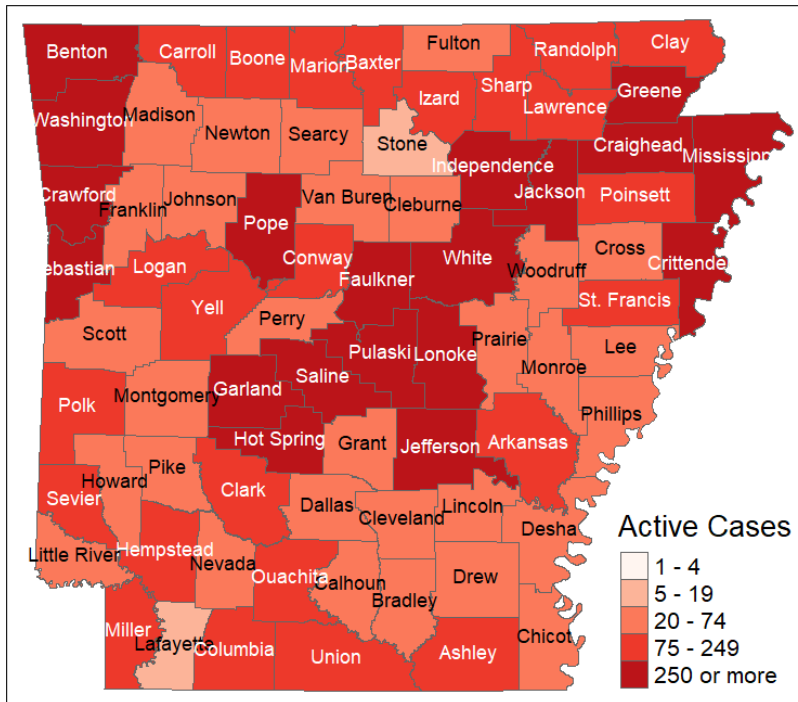 Benton
Carroll
Boone
Marion
Baxter
Fulton
Randolph
Clay
Sharp
Izard
Lawrence
Greene
Washington
Madison
Newton
Searcy
Stone
Independence
Jackson
Craighead
Mississipp
Crawford
Franklin
Johnson
Pope
Van Buren
Cleburne
Poinsett
ebastian
Logan
Conway
Faulkner
White
Woodruff
Cross
Crittende
Yell
Perry
St. Francis
Scott
Pulaski
Lonoke
Prairie
Monroe
Lee
Saline
Garland
Polk
Montgomery
Phillips
Hot Spring
Grant
Jefferson
Arkansas
Howard
Pike
Sevier
Clark
Dallas
Cleveland
Lincoln
Desha
Little River
Hempstead
Nevada
Ouachita
Calhoun
Bradley
Drew
Miller
Lafayette
Columbia
Union
Ashley
Chicot
Active Cases
1 - 4
5 - 19
20 - 74
75 - 249
250 or more